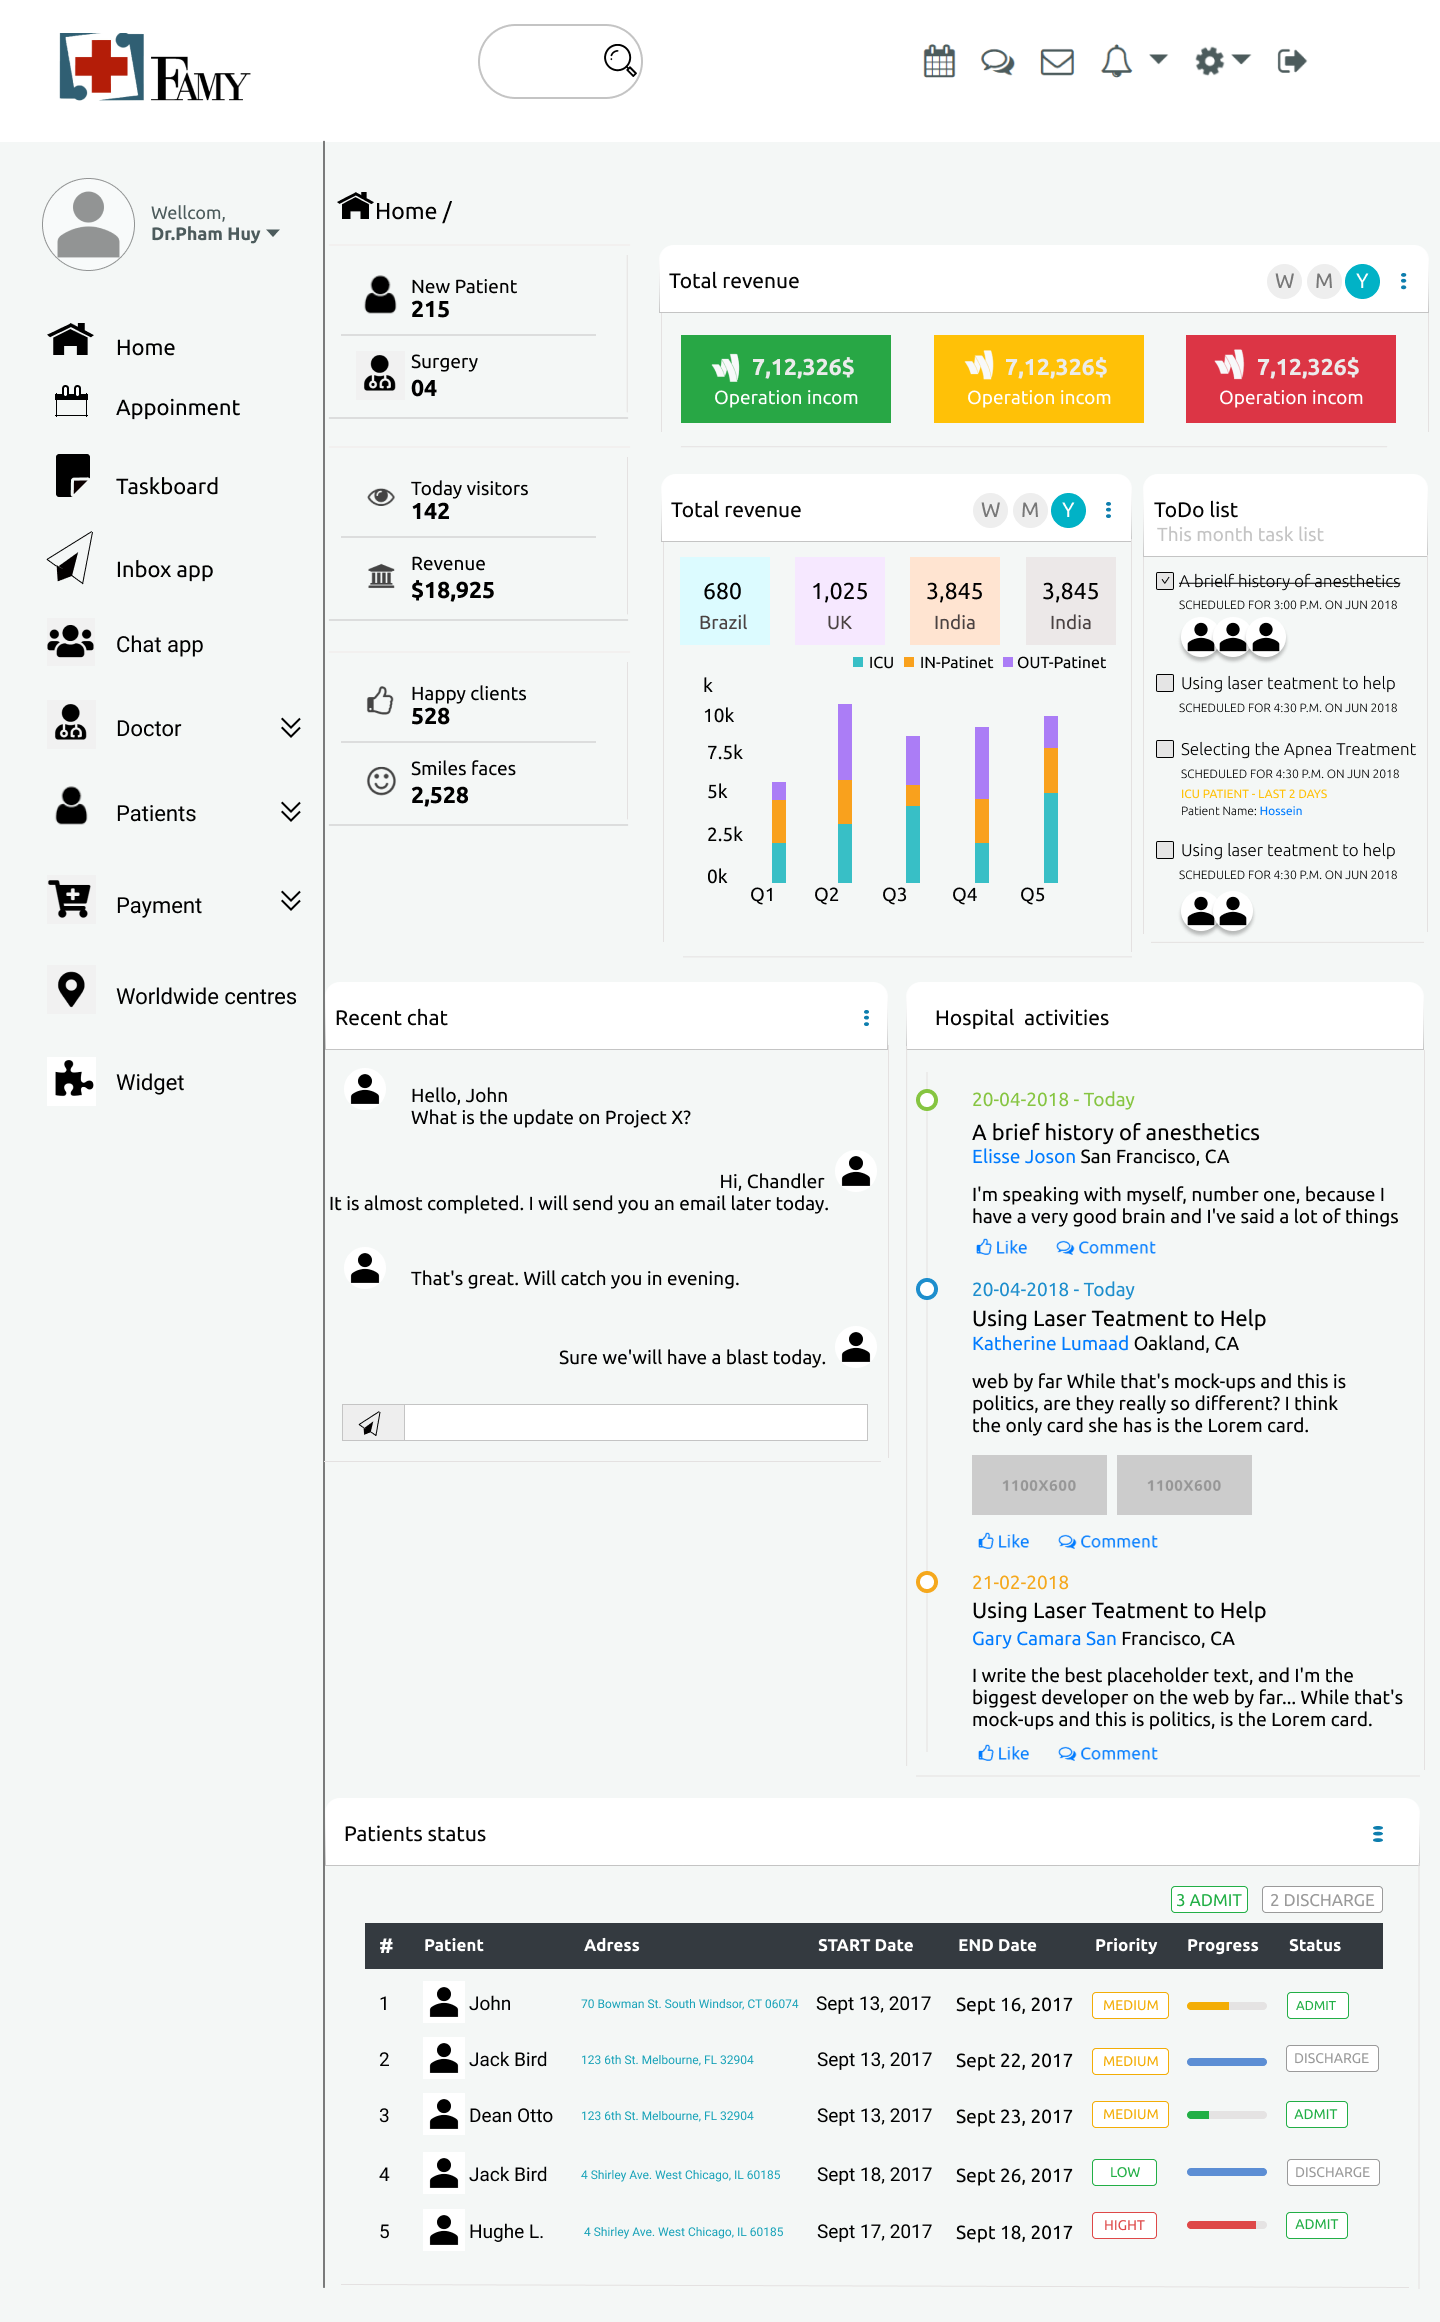 FAMY
Wellcom,
Dr.Pham Huy
Home
Appoinment
Taskboard
Inbox app
Chat app
Doctor
Patients
Payment
Worldwide centres
Widget
Home /
New Patient
215
Surgery
04
Today visitors
142
Revenue
$18,925
Happy clients
528
Smiles faces
2,528
Total revenue
W M Y
7,12,326$
Operation incom
7,12,326$
Operation incom
7,12,326$
Operation incom
Total revenue
W M Y
680
Brazil
1,025
UK
3,845
India
3,845
India
ICU IN-Patinet OUT-Patinet
k
10k
7.5k
5k
2.5k
0k
Q1 Q2 Q3 Q4 Q5
ToDo list
This month task list
A brielf history of anesthetics
SCHEDULED FOR 3:00 P.M. ON JUN 2018
Using laser teatment to help
SCHEDULED FOR 4:30 P.M. ON JUN 2018
Selecting the Apnea Treatment
SCHEDULED FOR 4:30 P.M. ON JUN 2018
ICU PATIENT - LAST 2 DAYS
Patient Name: Hossein
Using laser teatment to help
SCHEDULED FOR 4:30 P.M. ON JUN 2018
Recent chat
Hello, John
What is the update on Project X?
Hi, Chandler
It is almost completed. I will send you an email later today.
That's great. Will catch you in evening.
Sure we'will have a blast today.
Hospital activities
20-04-2018 - Today
A brief history of anesthetics
Elisse Joson San Francisco, CA
I'm speaking with myself, number one, because I
have a very good brain and I've said a lot of things
Like Comment
20-04-2018 - Today
Using Laser Teatment to Help
Katherine Lumaad Oakland, CA
web by far While that's mock-ups and this is
politics, are they really so different? I think
the only card she has is the Lorem card.
1100X600 1100X600
Like Comment
21-02-2018
Using Laser Teatment to Help
Gary Camara San Francisco, CA
I write the best placeholder text, and I'm the
biggest developer on the web by far... While that's
mock-ups and this is politics, is the Lorem card.
Like Comment
Patients status
3 ADMIT 2 DISCHARGE
# Patient Adress START Date END Date Priority Progress Status
1 John 70 Bowman St. South Windsor, CT 06074 Sept 13, 2017 Sept 16, 2017 MEDIUM ADMIT
2 Jack Bird 123 6th St. Melbourne, FL 32904 Sept 13, 2017 Sept 22, 2017 MEDIUM DISCHARGE
3 Dean Otto 123 6th St. Melbourne, FL 32904 Sept 13, 2017 Sept 23, 2017 MEDIUM ADMIT
4 Jack Bird 4 Shirley Ave. West Chicago, IL 60185 Sept 18, 2017 Sept 26, 2017 LOW DISCHARGE
5 Hughe L. 4 Shirley Ave. West Chicago, IL 60185 Sept 17, 2017 Sept 18, 2017 HIGHT ADMIT